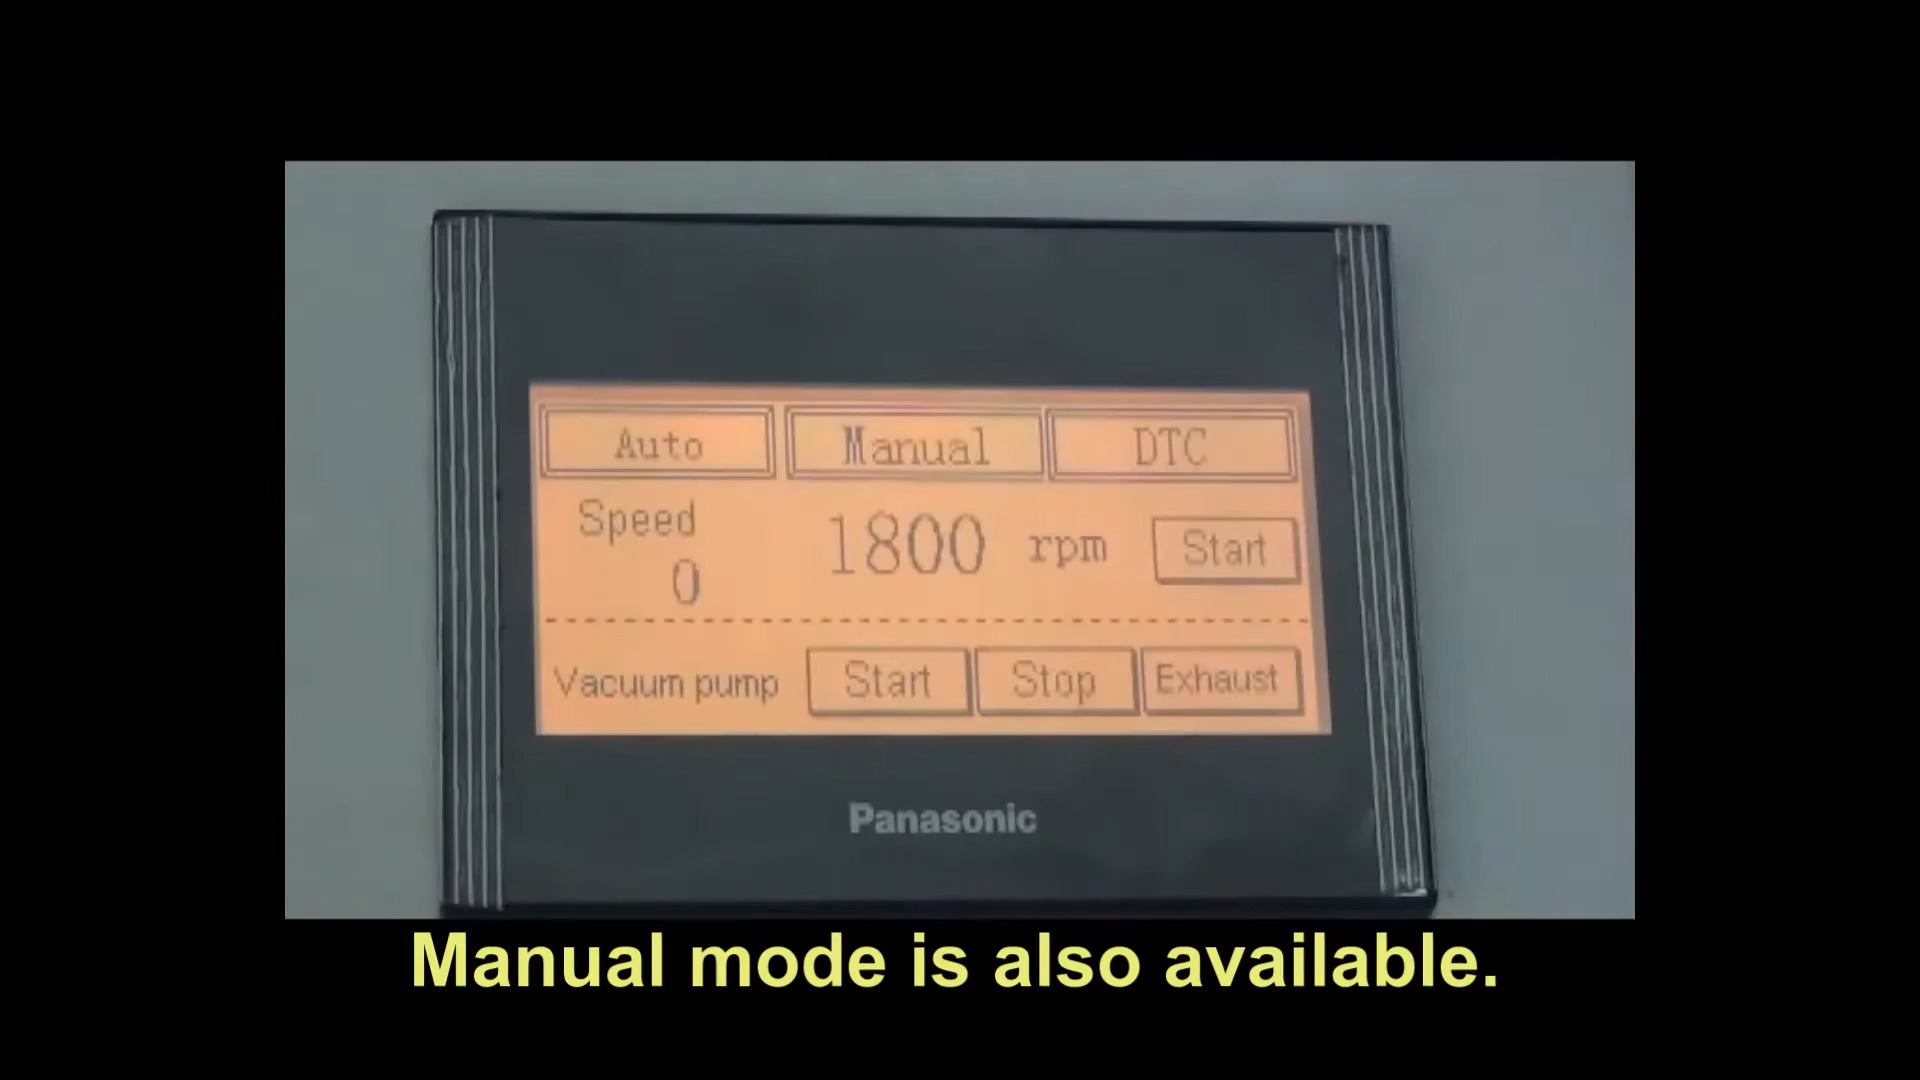 Auto Manual DTC
Speed 1800 rpm Start
0
Vacuum pump Start Stop Exhaust
Panasonic
Manual mode is also available.